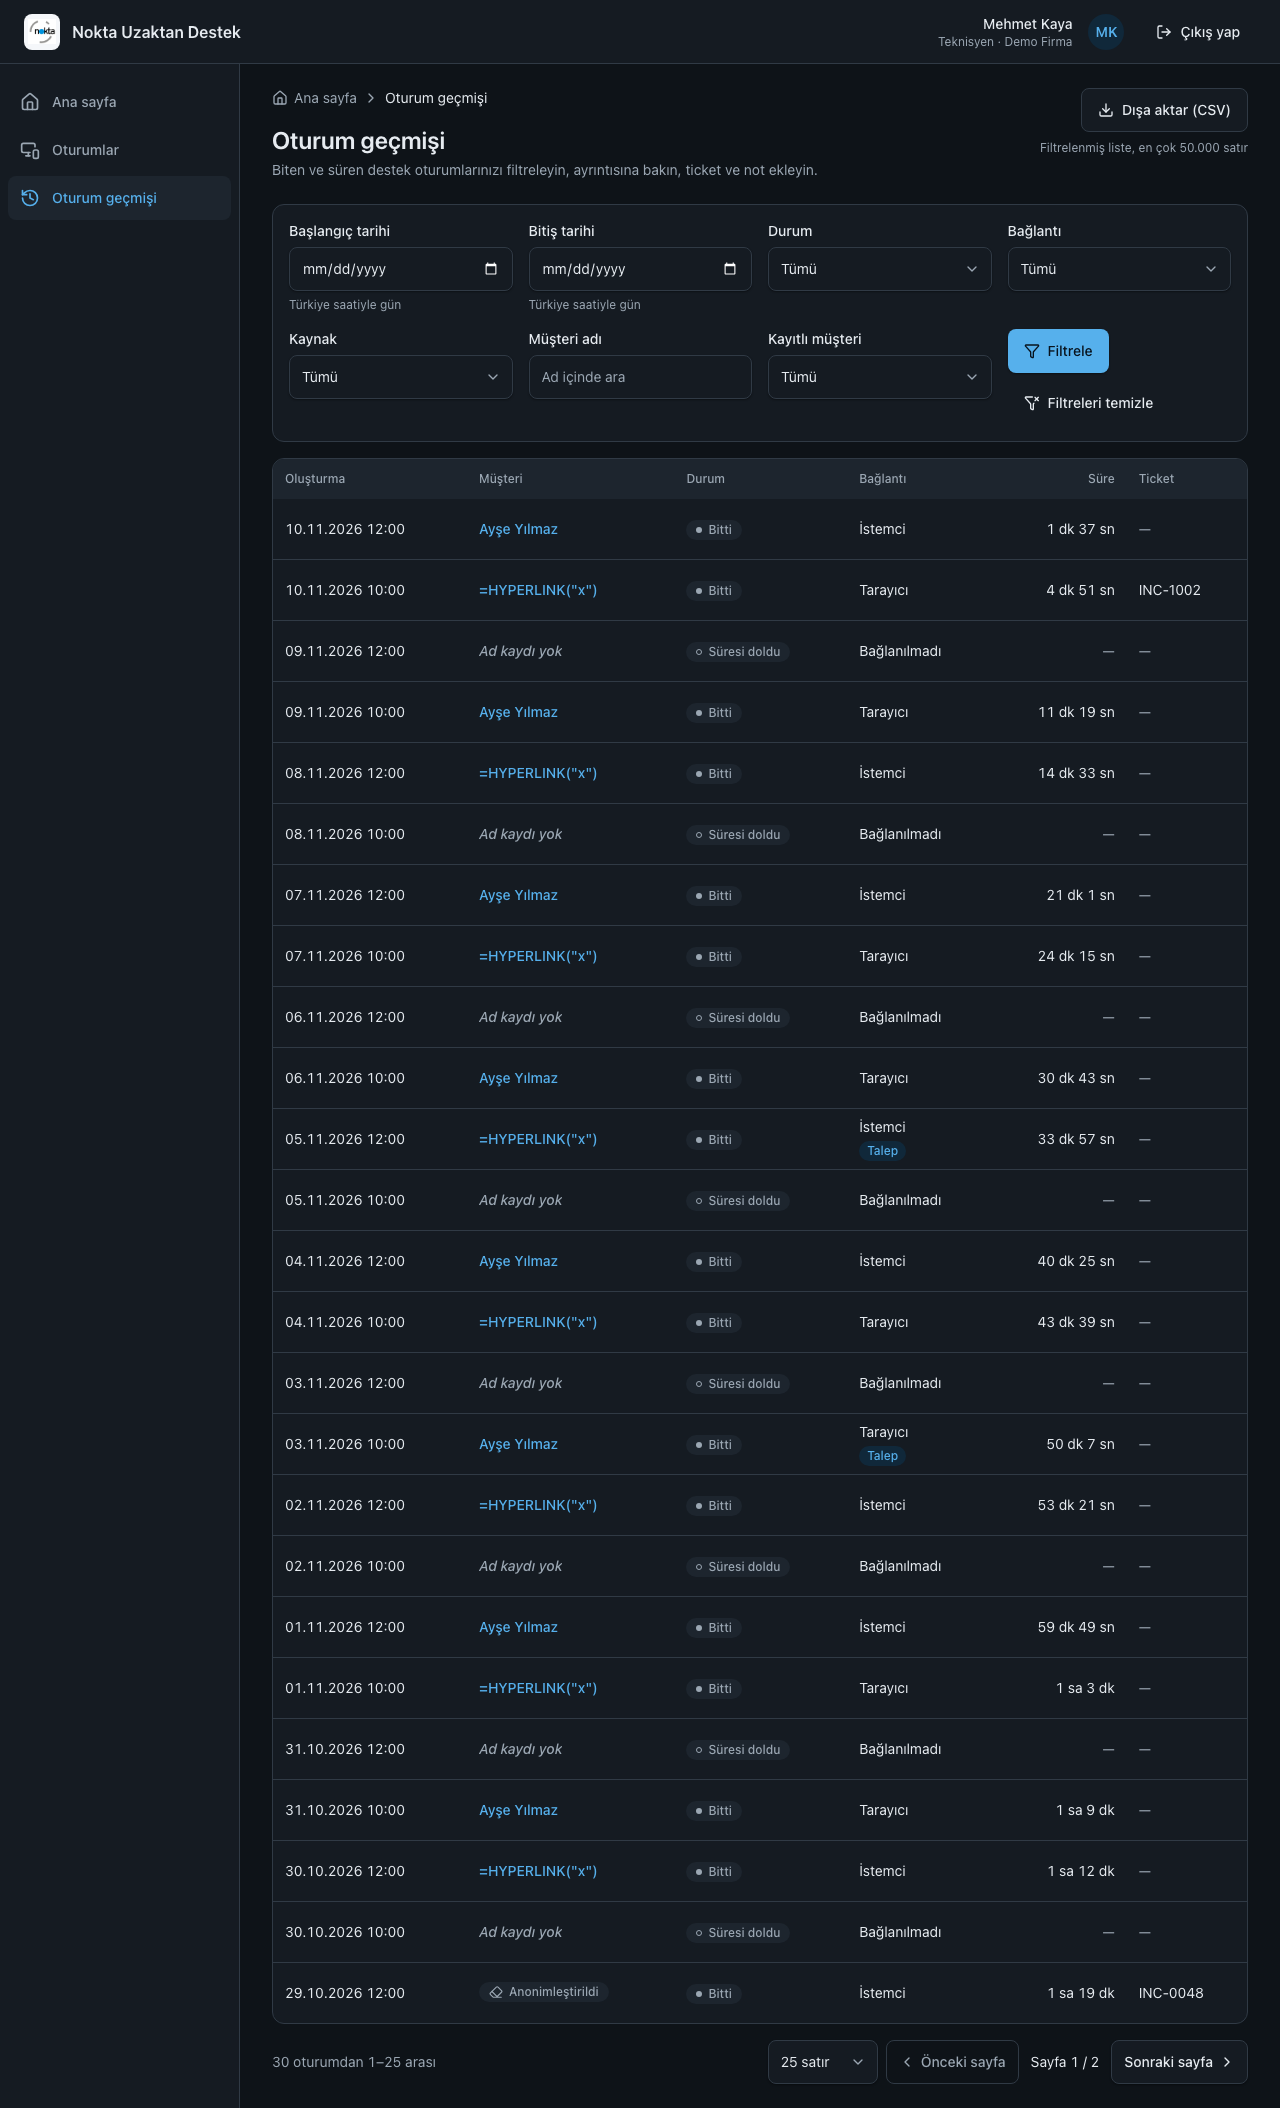 nokta Nokta Uzaktan Destek
Mehmet Kaya
Teknisyen · Demo Firma
MK
Çıkış yap
Ana sayfa
Oturumlar
Oturum geçmişi
Ana sayfa > Oturum geçmişi
Oturum geçmişi
Biten ve süren destek oturumlarınızı filtreleyin, ayrıntısına bakın, ticket ve not ekleyin.
Dışa aktar (CSV)
Filtrelenmiş liste, en çok 50.000 satır
Başlangıç tarihi Bitiş tarihi Durum Bağlantı
mm/dd/yyyy mm/dd/yyyy Tümü Tümü
Türkiye saatiyle gün Türkiye saatiyle gün
Kaynak Müşteri adı Kayıtlı müşteri
Tümü Ad içinde ara Tümü
Filtrele
Filtreleri temizle
Oluşturma Müşteri Durum Bağlantı Süre Ticket
10.11.2026 12:00 Ayşe Yılmaz Bitti İstemci 1 dk 37 sn —
10.11.2026 10:00 =HYPERLINK("x") Bitti Tarayıcı 4 dk 51 sn INC-1002
09.11.2026 12:00 Ad kaydı yok Süresi doldu Bağlanılmadı — —
09.11.2026 10:00 Ayşe Yılmaz Bitti Tarayıcı 11 dk 19 sn —
08.11.2026 12:00 =HYPERLINK("x") Bitti İstemci 14 dk 33 sn —
08.11.2026 10:00 Ad kaydı yok Süresi doldu Bağlanılmadı — —
07.11.2026 12:00 Ayşe Yılmaz Bitti İstemci 21 dk 1 sn —
07.11.2026 10:00 =HYPERLINK("x") Bitti Tarayıcı 24 dk 15 sn —
06.11.2026 12:00 Ad kaydı yok Süresi doldu Bağlanılmadı — —
06.11.2026 10:00 Ayşe Yılmaz Bitti Tarayıcı 30 dk 43 sn —
05.11.2026 12:00 =HYPERLINK("x") Bitti İstemci 33 dk 57 sn —
Talep
05.11.2026 10:00 Ad kaydı yok Süresi doldu Bağlanılmadı — —
04.11.2026 12:00 Ayşe Yılmaz Bitti İstemci 40 dk 25 sn —
04.11.2026 10:00 =HYPERLINK("x") Bitti Tarayıcı 43 dk 39 sn —
03.11.2026 12:00 Ad kaydı yok Süresi doldu Bağlanılmadı — —
03.11.2026 10:00 Ayşe Yılmaz Bitti Tarayıcı 50 dk 7 sn —
Talep
02.11.2026 12:00 =HYPERLINK("x") Bitti İstemci 53 dk 21 sn —
02.11.2026 10:00 Ad kaydı yok Süresi doldu Bağlanılmadı — —
01.11.2026 12:00 Ayşe Yılmaz Bitti İstemci 59 dk 49 sn —
01.11.2026 10:00 =HYPERLINK("x") Bitti Tarayıcı 1 sa 3 dk —
31.10.2026 12:00 Ad kaydı yok Süresi doldu Bağlanılmadı — —
31.10.2026 10:00 Ayşe Yılmaz Bitti Tarayıcı 1 sa 9 dk —
30.10.2026 12:00 =HYPERLINK("x") Bitti İstemci 1 sa 12 dk —
30.10.2026 10:00 Ad kaydı yok Süresi doldu Bağlanılmadı — —
29.10.2026 12:00 Anonimleştirildi Bitti İstemci 1 sa 19 dk INC-0048
30 oturumdan 1–25 arası 25 satır Önceki sayfa Sayfa 1 / 2 Sonraki sayfa